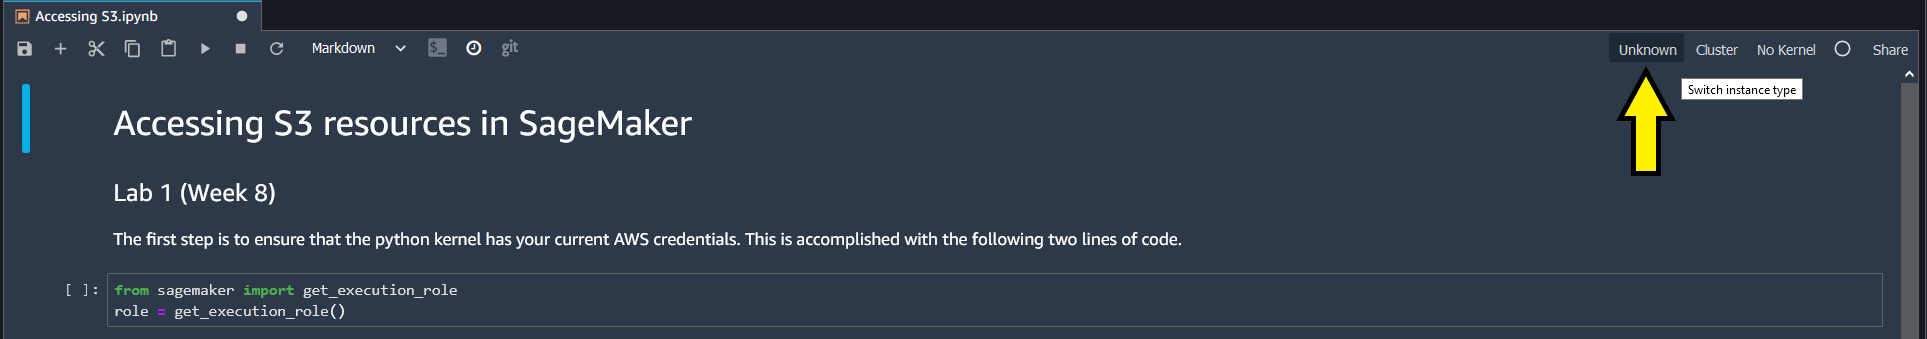 Accessing S3.ipynb
Markdown
$_
git
Unknown Cluster No Kernel Share
Switch instance type
Accessing S3 resources in SageMaker
Lab 1 (Week 8)
The first step is to ensure that the python kernel has your current AWS credentials. This is accomplished with the following two lines of code.
[ ]: from sagemaker import get_execution_role
role = get_execution_role()